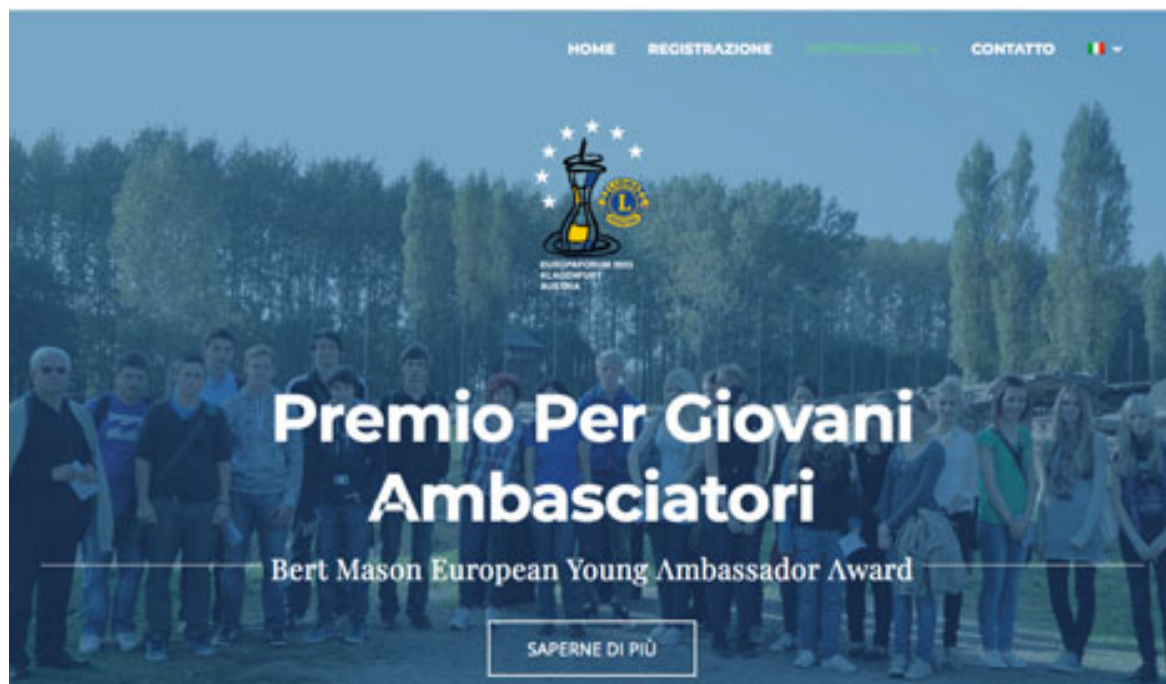 HOME REGISTRAZIONE INFORMAZIONI CONTATTO
L
EUROPAFORUM
KLAGENFURT
AUSTRIA
Premio Per Giovani
Ambasciatori
Bert Mason European Young Ambassador Award
SAPERNE DI PIÙ